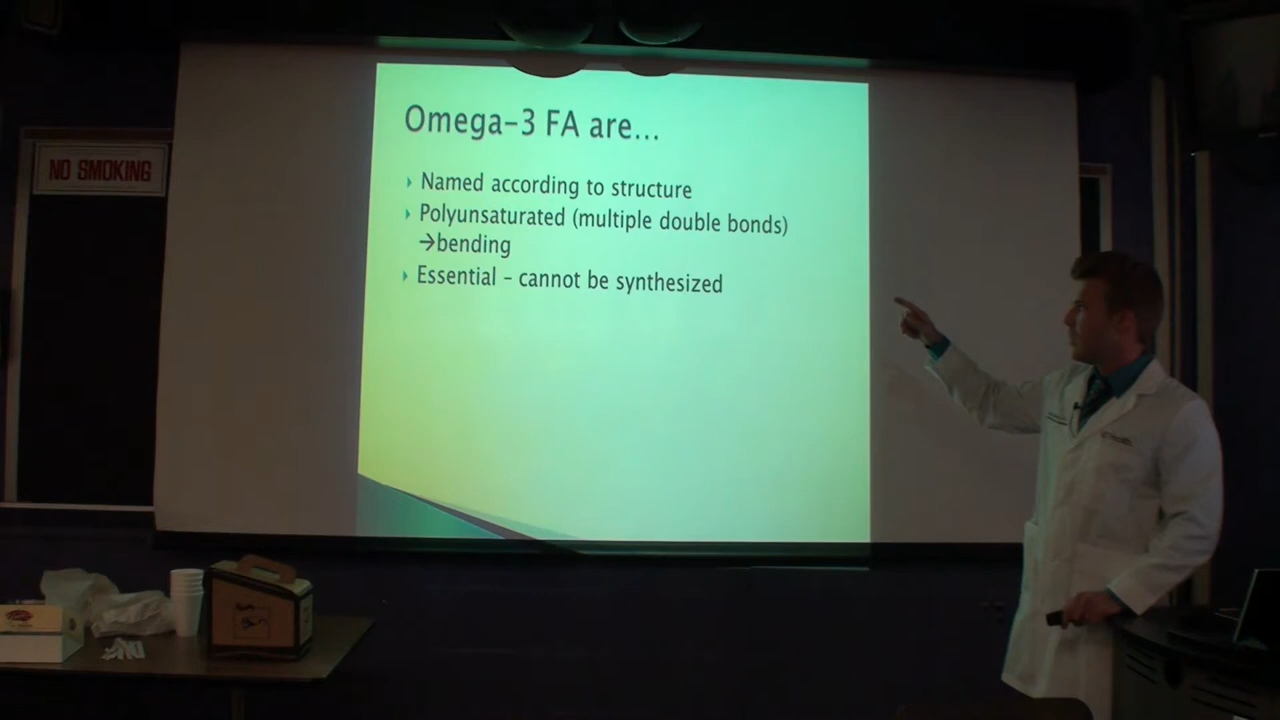 Omega-3 FA are...
NO SMOKING
Named according to structure
Polyunsaturated (multiple double bonds)
→bending
Essential – cannot be synthesized